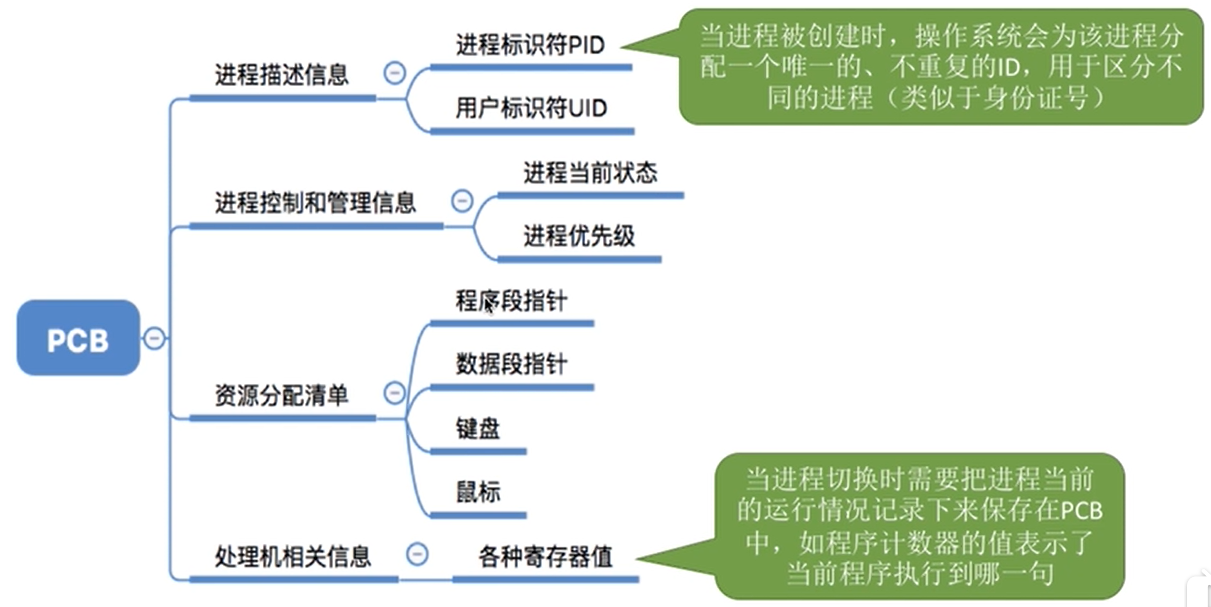 进程标识符PID
当进程被创建时，操作系统会为该进程分
配一个唯一的、不重复的ID，用于区分不
同的进程（类似于身份证号）
进程描述信息
用户标识符UID
进程当前状态
进程控制和管理信息
进程优先级
程序段指针
PCB
数据段指针
资源分配清单
键盘
鼠标
当进程切换时需要把进程当前
的运行情况记录下来保存在PCB
中，如程序计数器的值表示了
当前程序执行到哪一句
处理机相关信息
各种寄存器值